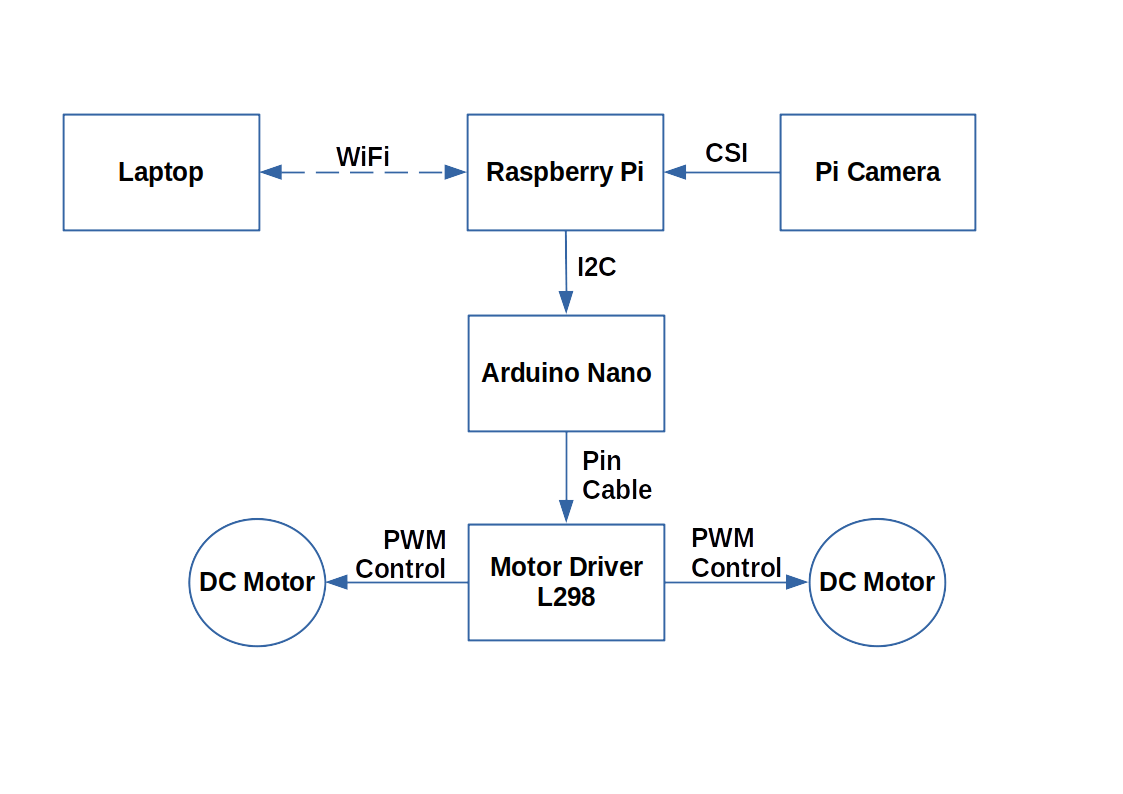 Laptop
WiFi
Raspberry Pi
CSI
Pi Camera
I2C
Arduino Nano
Pin
Cable
DC Motor
PWM
Control
Motor Driver
L298
PWM
Control
DC Motor